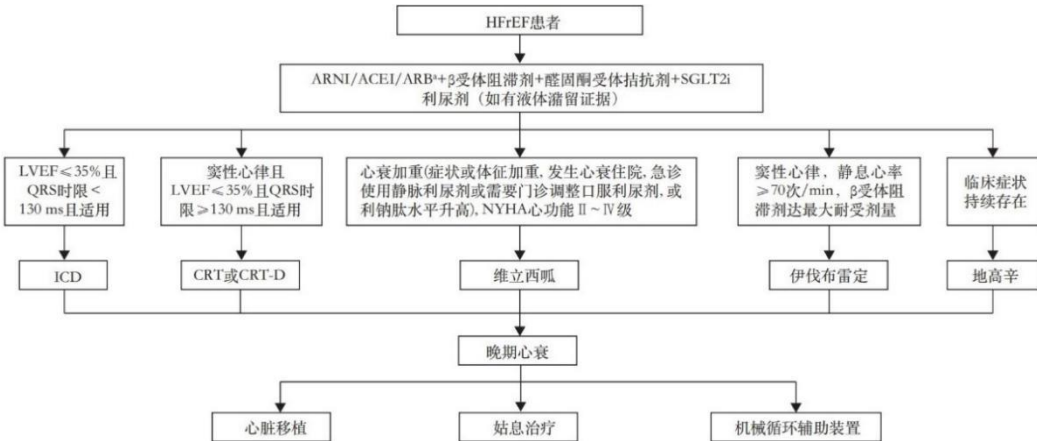 HFrEF患者
ARNI/ACEI/ARBᵃ+β受体阻滞剂+醛固酮受体拮抗剂+SGLT2i
利尿剂（如有液体潴留证据）
LVEF≤35%且
QRS时限<
130 ms且适用
窦性心律且
LVEF≤35%且QRS时
限≥130 ms且适用
心衰加重(症状或体征加重, 发生心衰住院, 急诊
使用静脉利尿剂或需要门诊调整口服利尿剂, 或
利钠肽水平升高), NYHA心功能Ⅱ~Ⅳ级
窦性心律，静息心率
≥70次/min，β受体阻
滞剂达最大耐受剂量
临床症状
持续存在
ICD
CRT或CRT-D
维立西呱
伊伐布雷定
地高辛
晚期心衰
心脏移植
姑息治疗
机械循环辅助装置